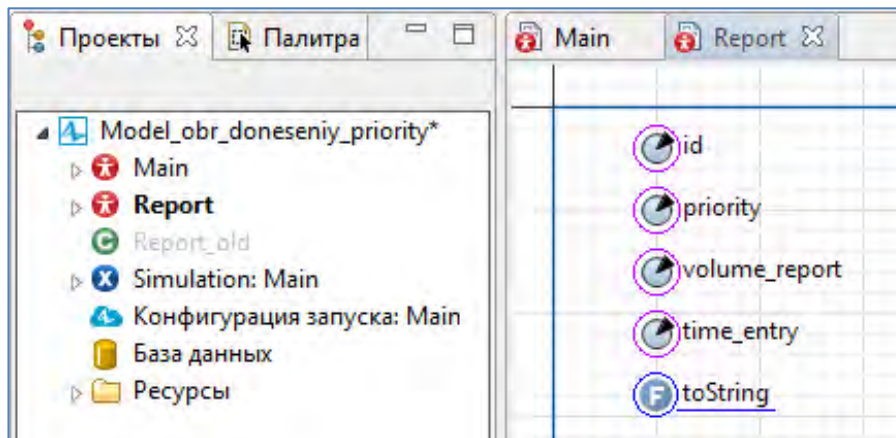 Проекты Палитра
Main Report
Model_obr_doneseniy_priority*
Main
Report
Report_old
Simulation: Main
Конфигурация запуска: Main
База данных
Ресурсы
id
priority
volume_report
time_entry
F toString